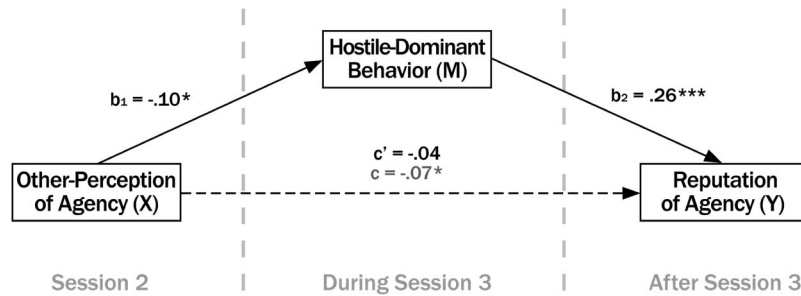 Hostile-Dominant
Behavior (M)
b₁ = -.10*
b₂ = .26***
c' = -.04
c = -.07*
Other-Perception
of Agency (X)
Reputation
of Agency (Y)
Session 2
During Session 3
After Session 3